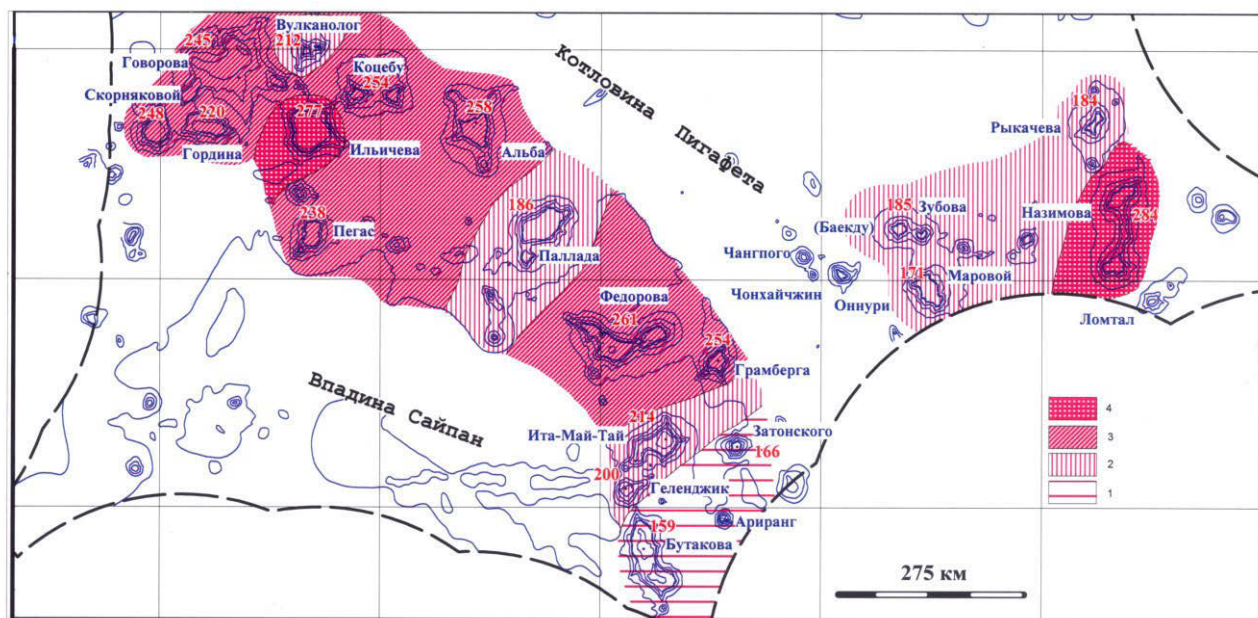 Вулканолог
245
212
Говорова
Коцебу
254
Скорняковой
248
220
277
258
Гордина
Ильичева
Альба
Котловина Пигафета
184
Рыкачева
186
238
Пегас
Паллада
185
Зубова
(Баекду)
Назимова
284
Чангпого
171
Маровой
Чонхайчжин
Оннури
Ломтал
Федорова
261
254
Грамберга
Впадина Сайпан
214
Ита-Май-Тай
Затонского
166
200
Геленджик
159
Ариранг
Бутакова
4
3
2
1
275 км